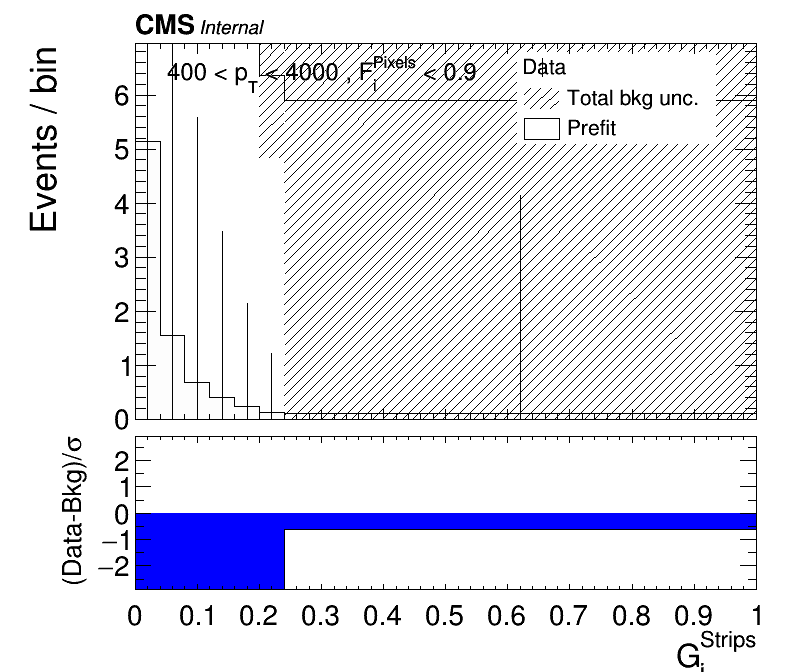 CMS Internal
400 < p_T < 4000 , F_i^Pixels < 0.9
Data
Total bkg unc.
Prefit
Events / bin
6
5
4
3
2
1
0
(Data-Bkg)/σ
2
1
0
−1
−2
0 0.1 0.2 0.3 0.4 0.5 0.6 0.7 0.8 0.9 1
G_i^Strips